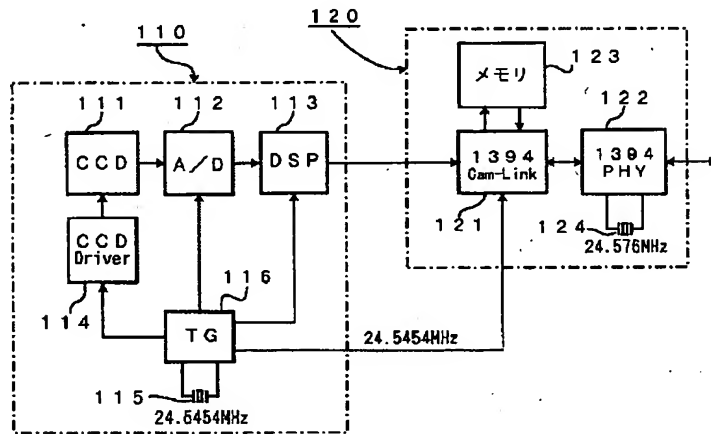 110
120
111
112
113
123
122
CCD
A/D
DSP
メモリ
1394
Cam-Link
1394
PHY
121
124
24.576MHz
CCD
Driver
114
116
TG
24.5454MHz
115
24.5454MHz